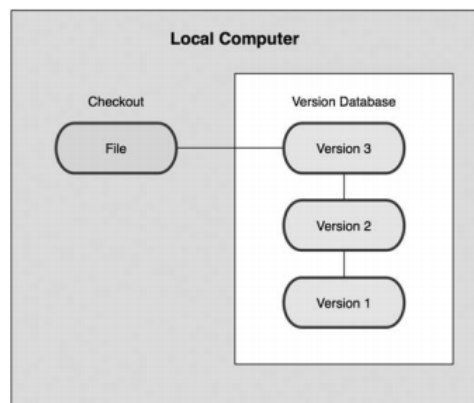 Local Computer
Checkout
Version Database
File
Version 3
Version 2
Version 1